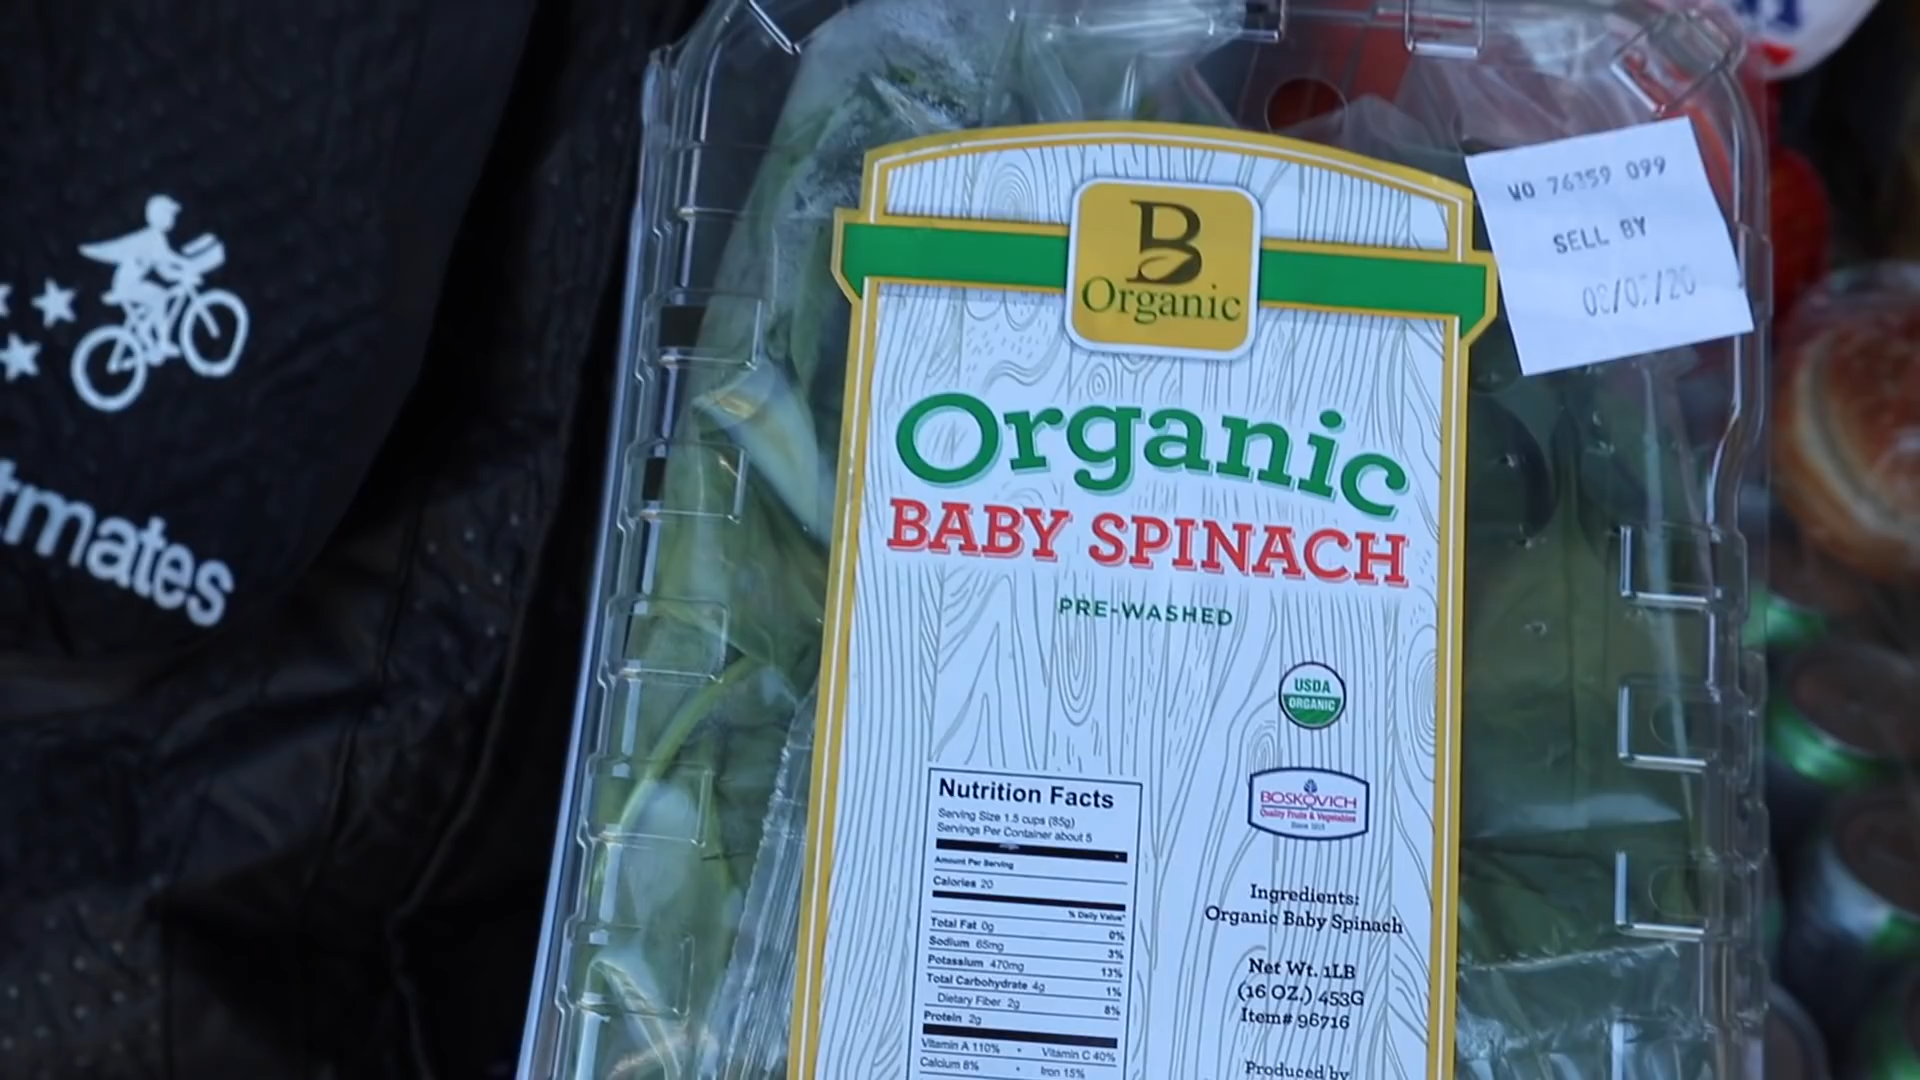 tmates
B
Organic
Organic
BABY SPINACH
PRE-WASHED
SELL BY
USDA
ORGANIC
BOSKOVICH
Quality Fruits & Vegetables
Nutrition Facts
Serving Size 1.5 cups (85g)
Servings Per Container about 5
Amount Per Serving
Calories 20
% Daily Value*
Total Fat 0g 0%
Sodium 65mg 3%
Potassium 470mg 13%
Total Carbohydrate 4g 1%
Dietary Fiber 2g 8%
Protein 2g
Vitamin A 110% • Vitamin C 40%
Calcium 8% • Iron 15%
Ingredients:
Organic Baby Spinach
Net Wt. 1LB
(16 OZ.) 453G
Item# 96716
Produced by